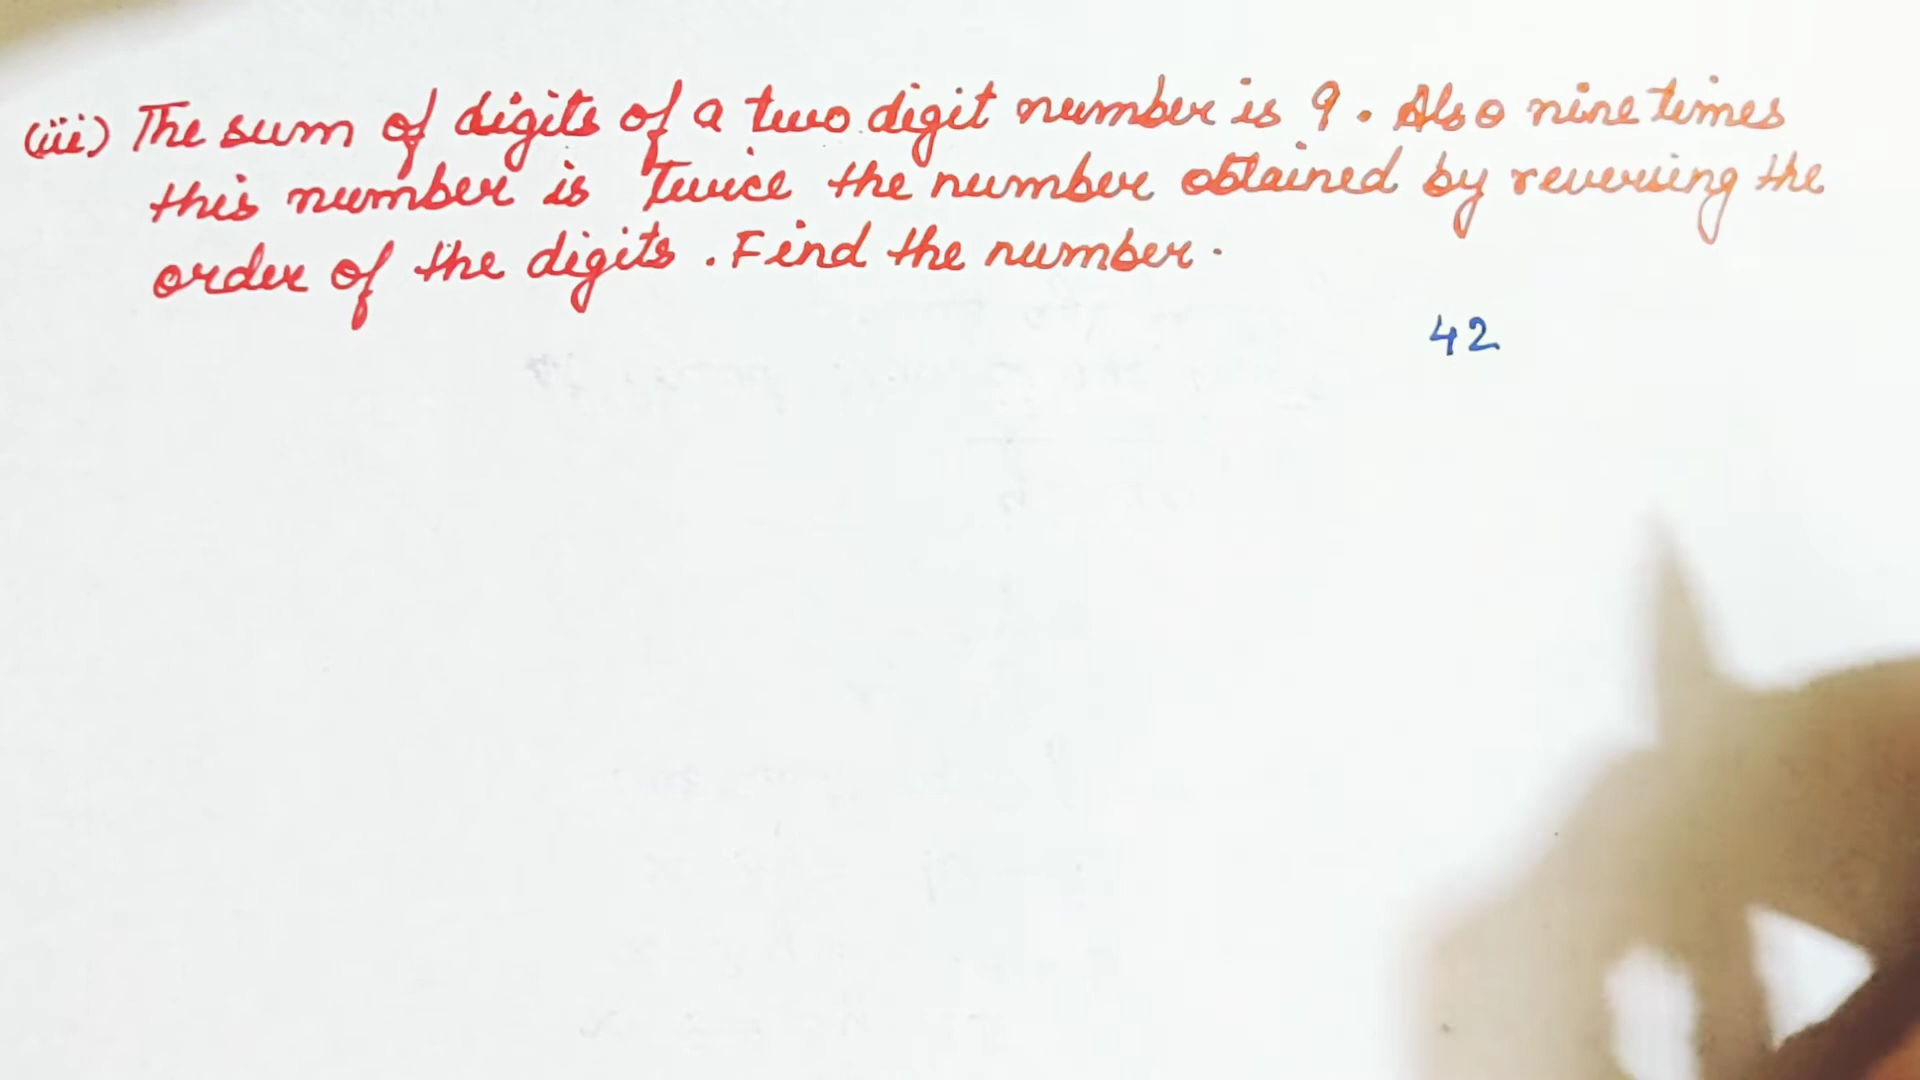 (iii) The sum of digits of a two digit number is 9. Also nine times
this number is twice the number obtained by reversing the
order of the digits. Find the number.
42